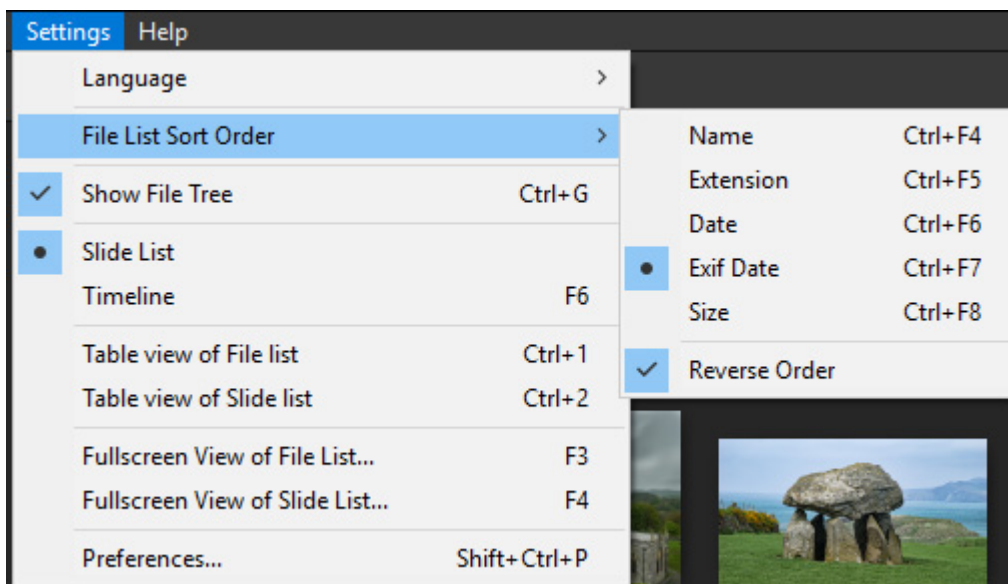 Settings Help
Language
File List Sort Order
Show File Tree Ctrl+G
Slide List
Timeline F6
Table view of File list Ctrl+1
Table view of Slide list Ctrl+2
Fullscreen View of File List... F3
Fullscreen View of Slide List... F4
Preferences... Shift+Ctrl+P
Name Ctrl+F4
Extension Ctrl+F5
Date Ctrl+F6
Exif Date Ctrl+F7
Size Ctrl+F8
Reverse Order